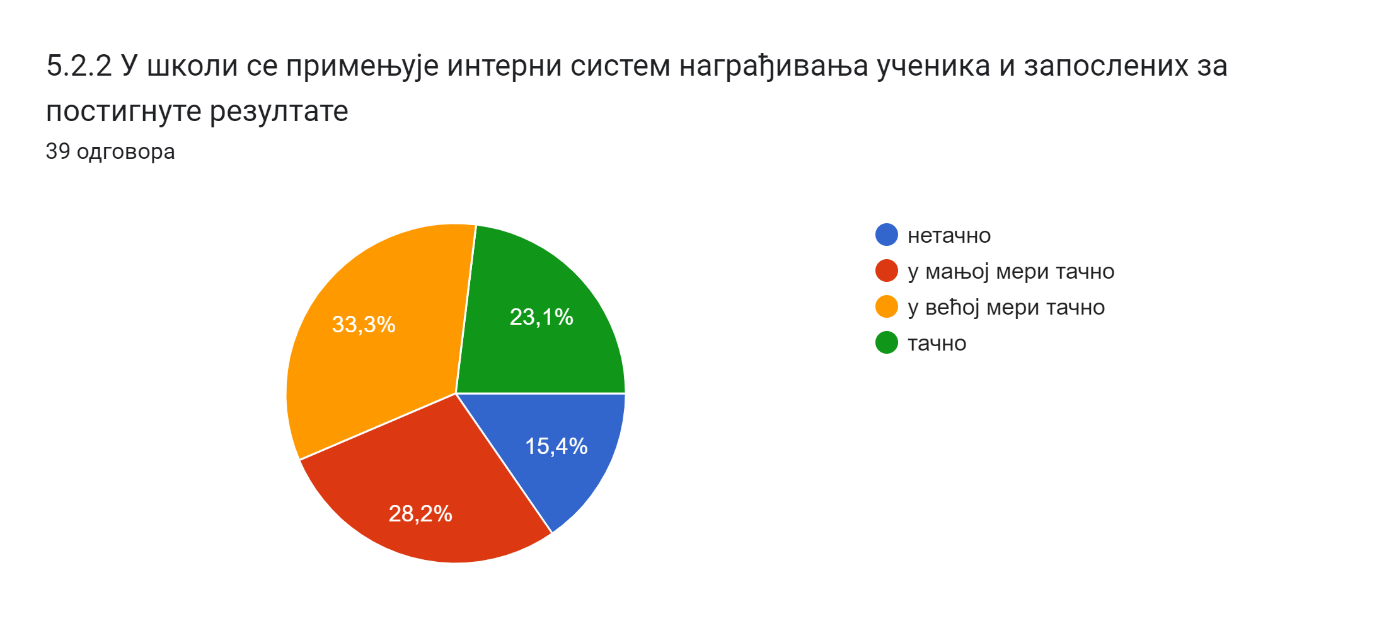 5.2.2 У школи се примењује интерни систем награђивања ученика и запослених за
постигнуте резултате
39 одговора
нетачно
у мањој мери тачно
у већој мери тачно
тачно
33,3%
23,1%
15,4%
28,2%